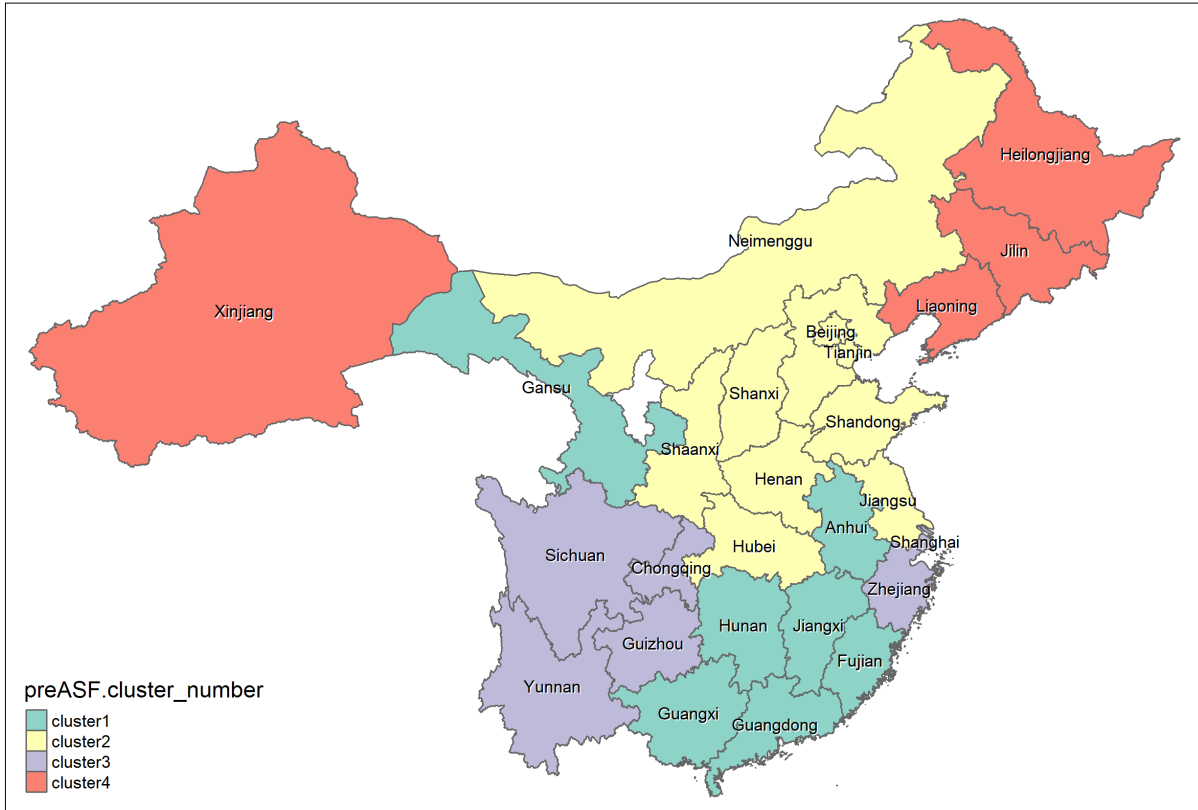 Heilongjiang
Neimenggu
Jilin
Xinjiang
Liaoning
Beijing
Tianjin
Gansu
Shanxi
Shandong
Shaanxi
Henan
Jiangsu
Anhui
Shanghai
Hubei
Sichuan
Chongqing
Zhejiang
Hunan
Jiangxi
Guizhou
Fujian
Yunnan
Guangxi
Guangdong
preASF.cluster_number
cluster1
cluster2
cluster3
cluster4